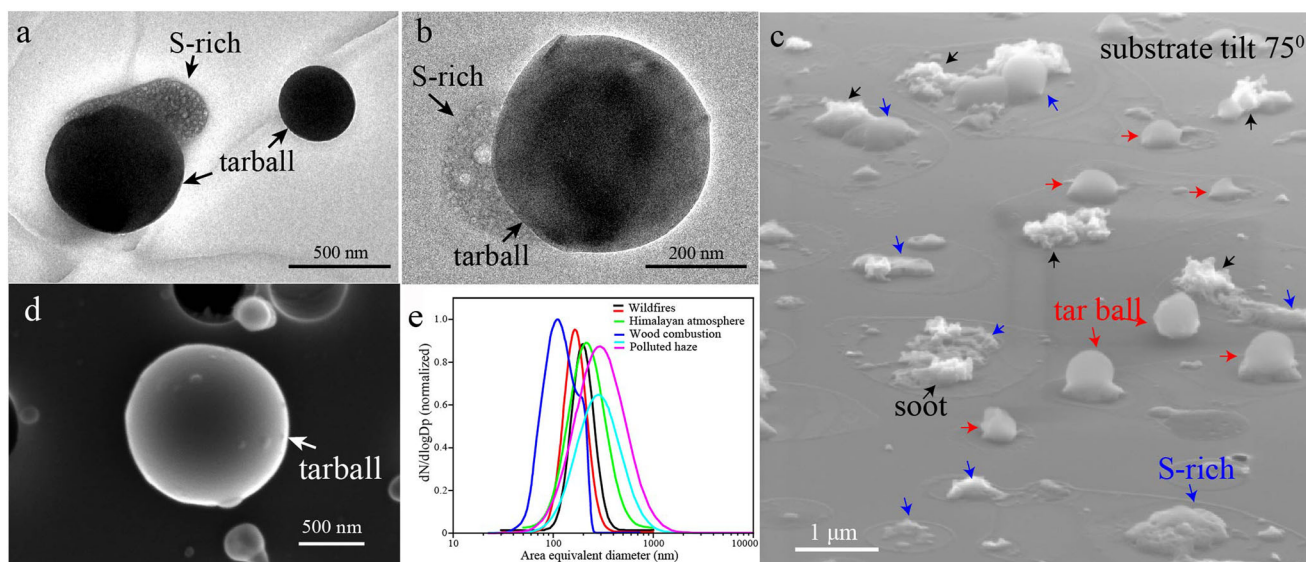 a
S-rich
tarball
500 nm
b
S-rich
tarball
200 nm
c
substrate tilt 75⁰
tar ball
soot
S-rich
1 μm
d
tarball
500 nm
e
Wildfires
Himalayan atmosphere
Wood combustion
Polluted haze
dN/dlogDp (normalized)
1.0
0.8
0.6
0.4
0.2
0
10
100
1000
10000
Area equivalent diameter (nm)